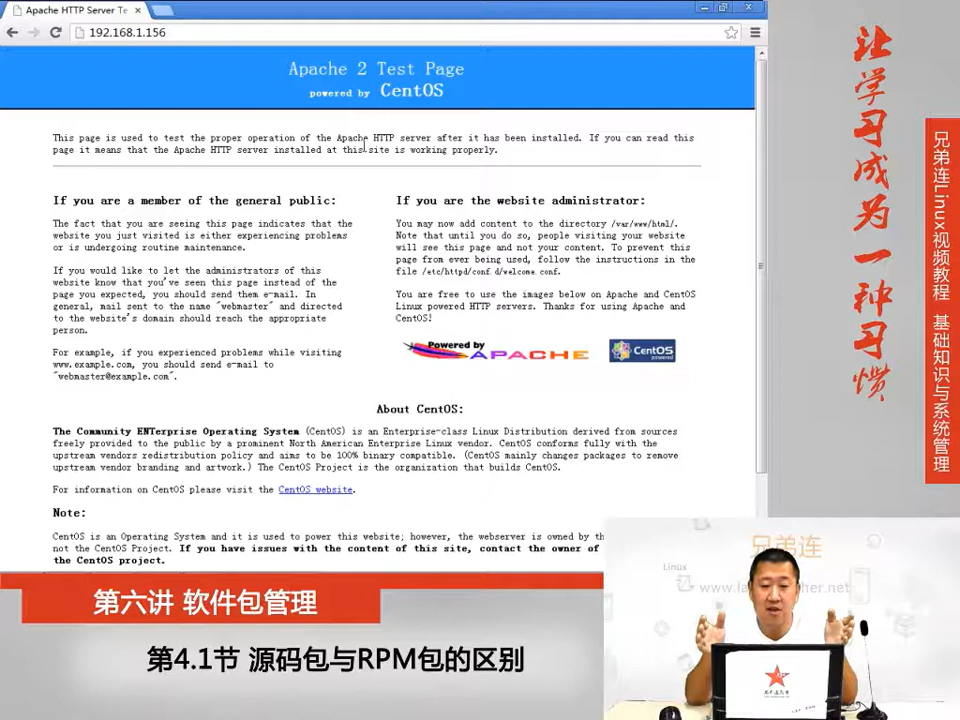 Apache HTTP Server Te
192.168.1.156
Apache 2 Test Page
powered by CentOS
This page is used to test the proper operation of the Apache HTTP server after it has been installed. If you can read this
page it means that the Apache HTTP server installed at this site is working properly.
If you are a member of the general public:
The fact that you are seeing this page indicates that the
website you just visited is either experiencing problems
or is undergoing routine maintenance.
If you would like to let the administrators of this
website know that you've seen this page instead of the
page you expected, you should send them e-mail. In
general, mail sent to the name "webmaster" and directed
to the website's domain should reach the appropriate
person.
For example, if you experienced problems while visiting
www.example.com, you should send e-mail to
"webmaster@example.com".
If you are the website administrator:
You may now add content to the directory /var/www/html/.
Note that until you do so, people visiting your website
will see this page and not your content. To prevent this
page from ever being used, follow the instructions in the
file /etc/httpd/conf.d/welcome.conf.
You are free to use the images below on Apache and CentOS
Linux powered HTTP servers. Thanks for using Apache and
CentOS!
Powered by
APACHE
CentOS
About CentOS:
The Community ENTerprise Operating System (CentOS) is an Enterprise-class Linux Distribution derived from sources
freely provided to the public by a prominent North American Enterprise Linux vendor. CentOS conforms fully with the
upstream vendors redistribution policy and aims to be 100% binary compatible. (CentOS mainly changes packages to remove
upstream vendor branding and artwork.) The CentOS Project is the organization that builds CentOS.
For information on CentOS please visit the CentOS website.
Note:
CentOS is an Operating System and it is used to power this website; however, the webserver is owned by th
not the CentOS Project. If you have issues with the content of this site, contact the owner of
the CentOS project.
让学习成为一种习惯
兄弟连Linux视频教程 基础知识与系统管理
兄弟连
Linux
第六讲 软件包管理
第4.1节 源码包与RPM包的区别